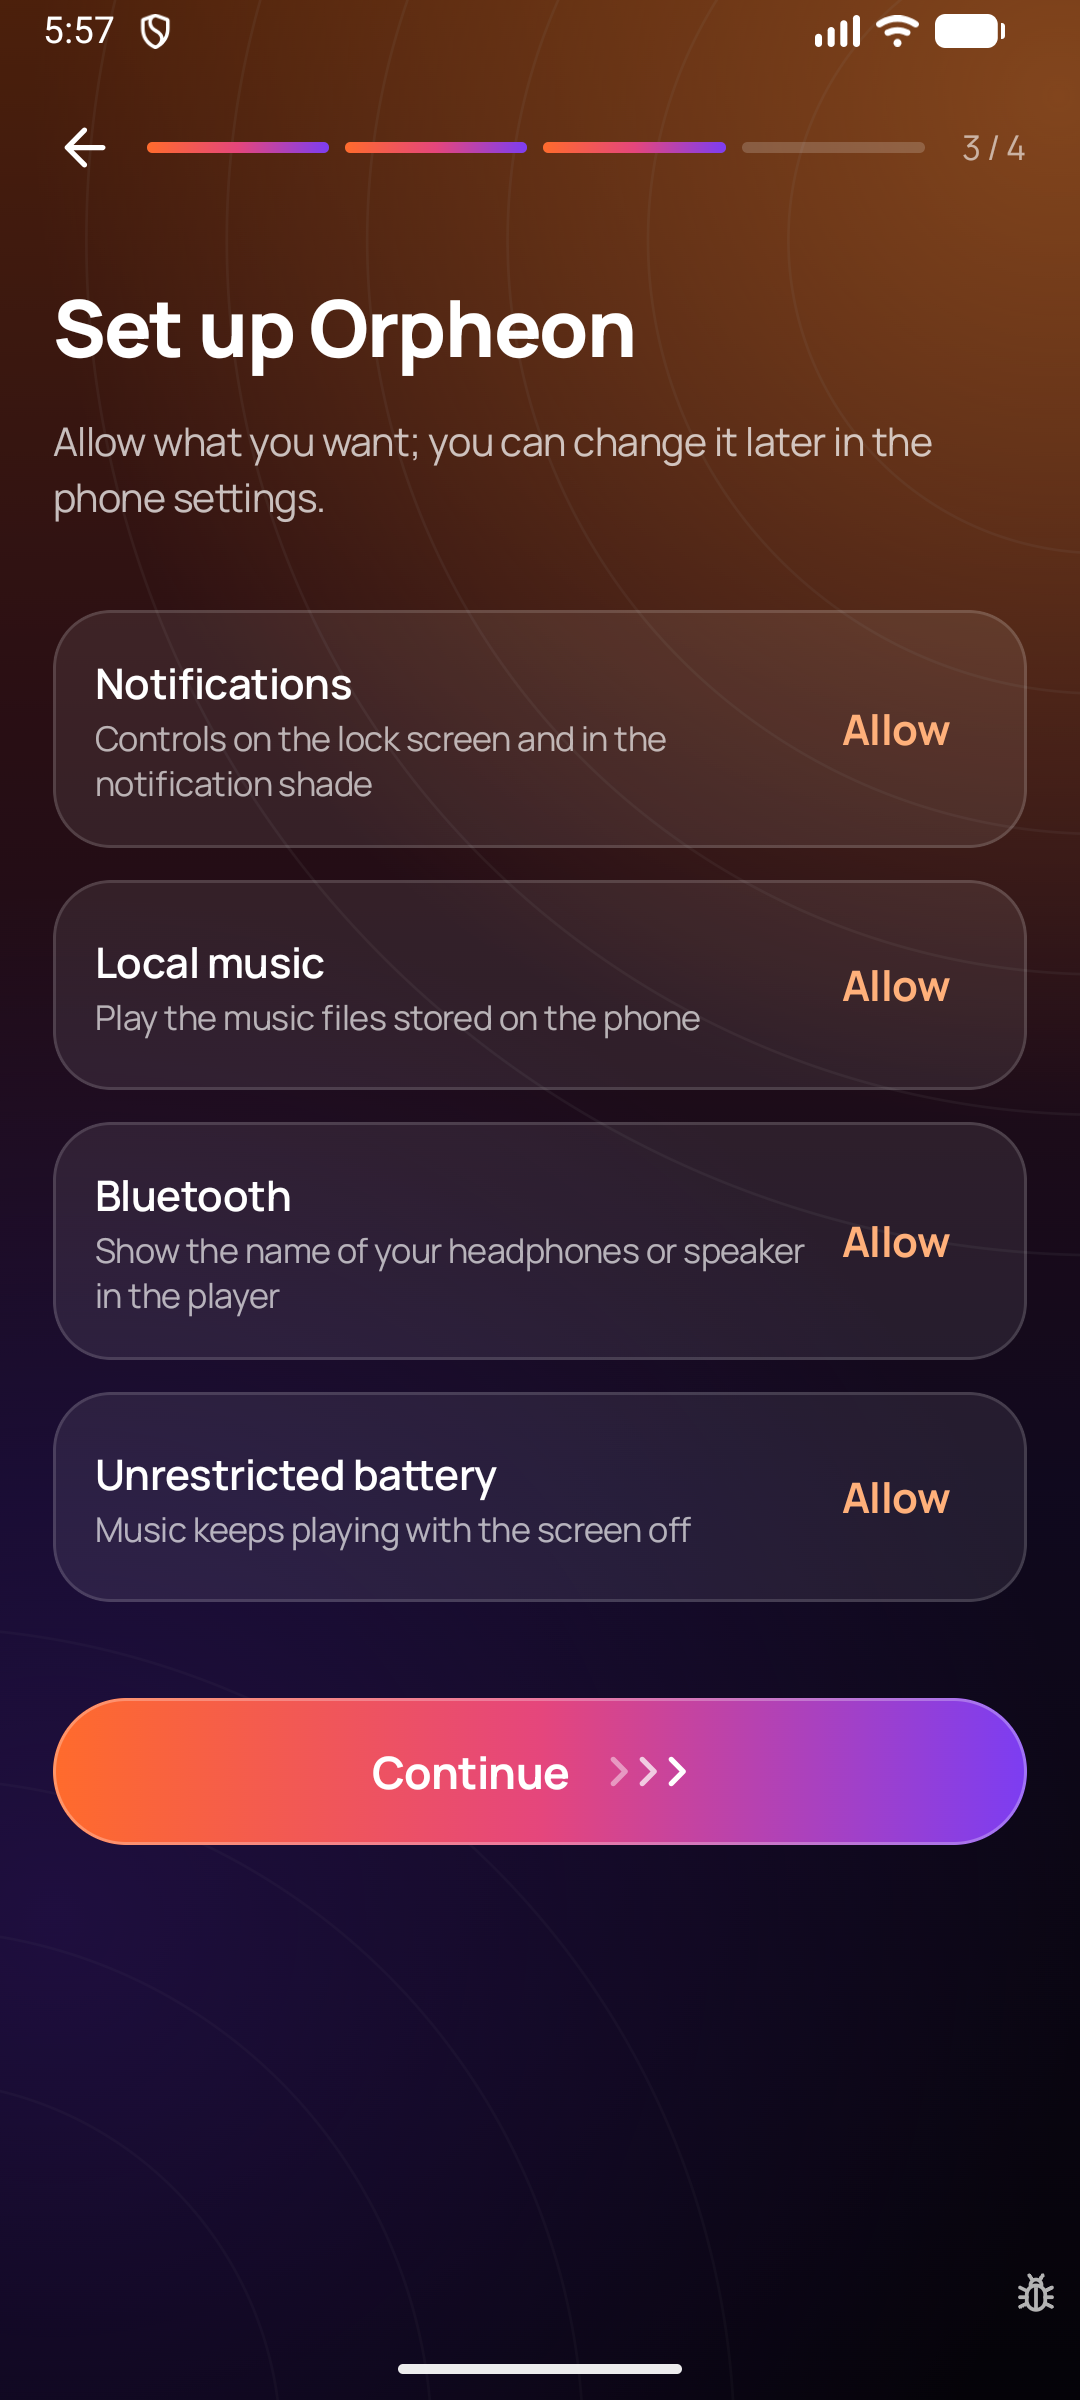 5:57
3 / 4
Set up Orpheon
Allow what you want; you can change it later in the
phone settings.
Notifications
Controls on the lock screen and in the
notification shade
Allow
Local music
Play the music files stored on the phone
Allow
Bluetooth
Show the name of your headphones or speaker
in the player
Allow
Unrestricted battery
Music keeps playing with the screen off
Allow
Continue